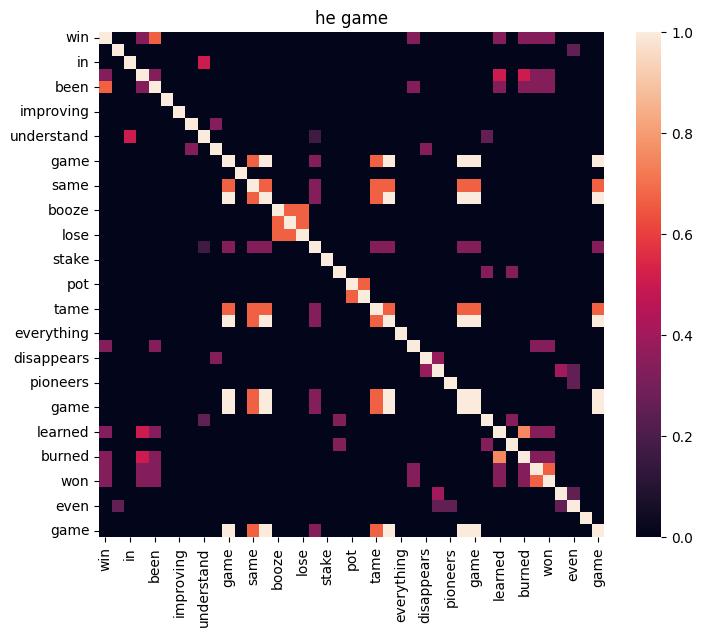 he game
win
in
been
improving
understand
game
same
booze
lose
stake
pot
tame
everything
disappears
pioneers
game
learned
burned
won
even
game
1.0
0.8
0.6
0.4
0.2
0.0
win
in
been
improving
understand
game
same
booze
lose
stake
pot
tame
everything
disappears
pioneers
game
learned
burned
won
even
game